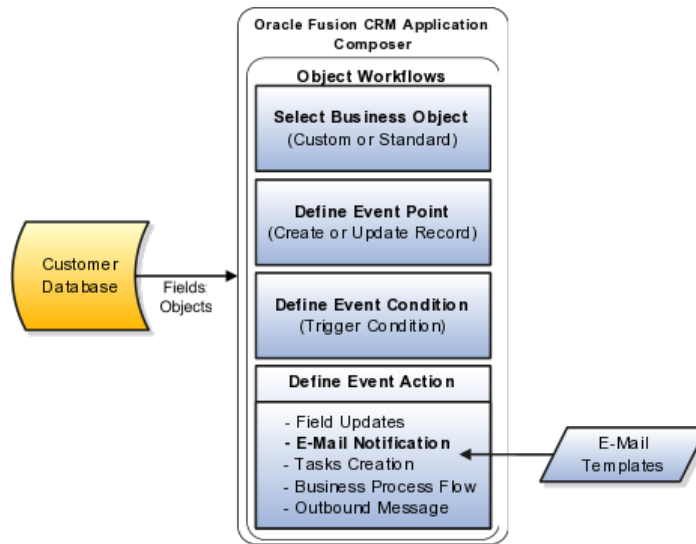 Oracle Fusion CRM Application
Composer
Object Workflows
Select Business Object
(Custom or Standard)
Define Event Point
(Create or Update Record)
Customer
Database
Fields
Objects
Define Event Condition
(Trigger Condition)
Define Event Action
- Field Updates
- E-Mail Notification
- Tasks Creation
- Business Process Flow
- Outbound Message
E-Mail
Templates